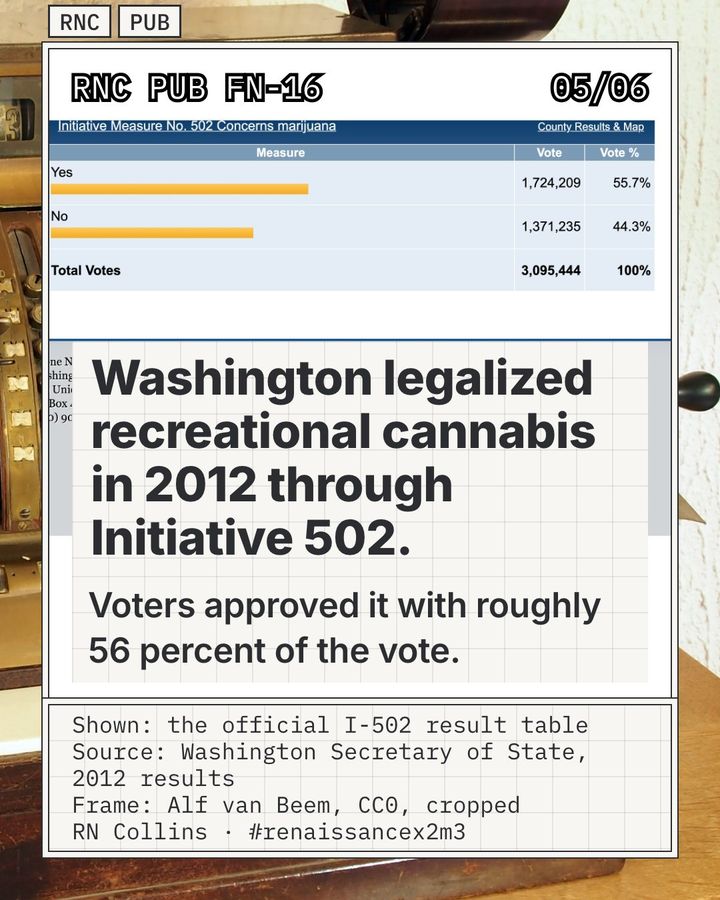 RNC PUB
RNC PUB FN-16 05/06
Initiative Measure No. 502 Concerns marijuana County Results & Map
Measure Vote Vote %
Yes 1,724,209 55.7%
No 1,371,235 44.3%
Total Votes 3,095,444 100%
Washington legalized
recreational cannabis
in 2012 through
Initiative 502.
Voters approved it with roughly
56 percent of the vote.
Shown: the official I-502 result table
Source: Washington Secretary of State,
2012 results
Frame: Alf van Beem, CC0, cropped
RN Collins · #renaissancex2m3